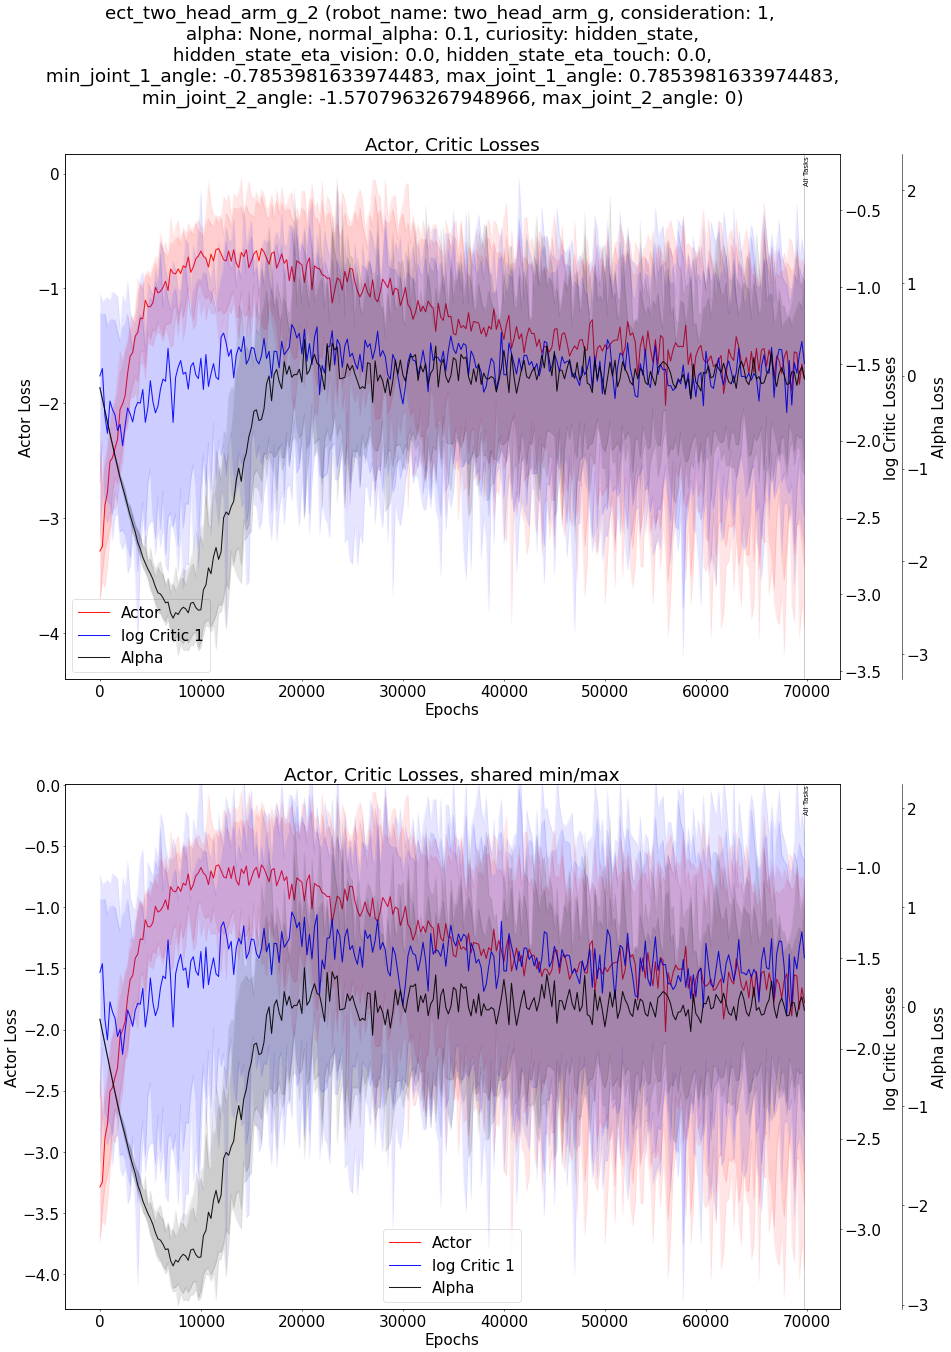 ect_two_head_arm_g_2 (robot_name: two_head_arm_g, consideration: 1,
alpha: None, normal_alpha: 0.1, curiosity: hidden_state,
hidden_state_eta_vision: 0.0, hidden_state_eta_touch: 0.0,
min_joint_1_angle: -0.7853981633974483, max_joint_1_angle: 0.7853981633974483,
min_joint_2_angle: -1.5707963267948966, max_joint_2_angle: 0)
Actor, Critic Losses
All Tasks
0
−1
−2
−3
−4
Actor Loss
−0.5
−1.0
−1.5
−2.0
−2.5
−3.0
−3.5
log Critic Losses
2
1
0
−1
−2
−3
Alpha Loss
Actor
log Critic 1
Alpha
0 10000 20000 30000 40000 50000 60000 70000
Epochs
Actor, Critic Losses, shared min/max
All Tasks
0.0
−0.5
−1.0
−1.5
−2.0
−2.5
−3.0
−3.5
−4.0
Actor Loss
−1.0
−1.5
−2.0
−2.5
−3.0
log Critic Losses
2
1
0
−1
−2
−3
Alpha Loss
Actor
log Critic 1
Alpha
0 10000 20000 30000 40000 50000 60000 70000
Epochs